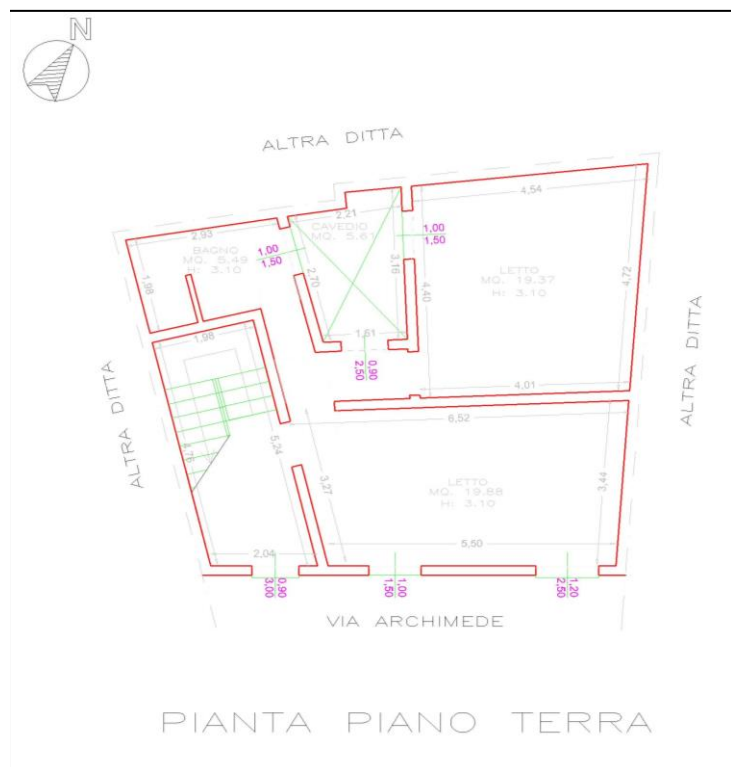 N
ALTRA DITTA
4,54
2,21
CAVEDIO
MQ. 5.61
2,93
BAGNO
MQ. 5.49
H: 3.10
1,00
1,50
1,00
1,50
1,98
2,70
3,16
4,40
LETTO
MQ. 19.37
H: 3.10
4,72
1,98
1,51
0,90
2,50
4,01
ALTRA DITTA
ALTRA DITTA
6,52
4,76
5,24
3,27
LETTO
MQ. 19.88
H: 3.10
3,44
5,50
2,04
0,90
3,00
1,00
1,50
1,20
2,50
VIA ARCHIMEDE
PIANTA PIANO TERRA